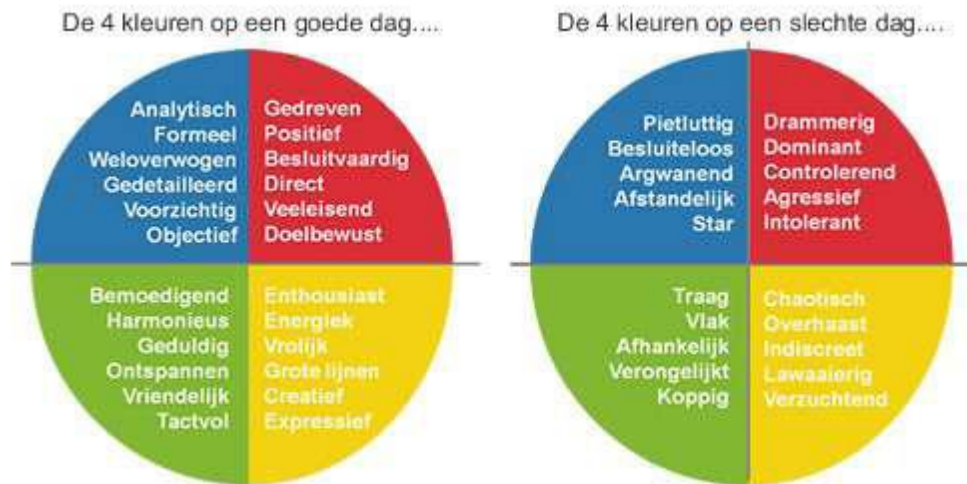 De 4 kleuren op een goede dag....
Analytisch
Formeel
Weloverwogen
Gedetailleerd
Voorzichtig
Objectief
Gedreven
Positief
Besluitvaardig
Direct
Veeleisend
Doelbewust
Bemoedigend
Harmonieus
Geduldig
Ontspannen
Vriendelijk
Tactvol
Enthousiast
Energiek
Vrolijk
Grote lijnen
Creatief
Expressief
De 4 kleuren op een slechte dag....
Pietluttig
Besluiteloos
Argwanend
Afstandelijk
Star
Drammerig
Dominant
Controlerend
Agressief
Intolerant
Traag
Vlak
Afhankelijk
Verongelijkt
Koppig
Chaotisch
Overhaast
Indiscreet
Lawaaierig
Verzuchtend